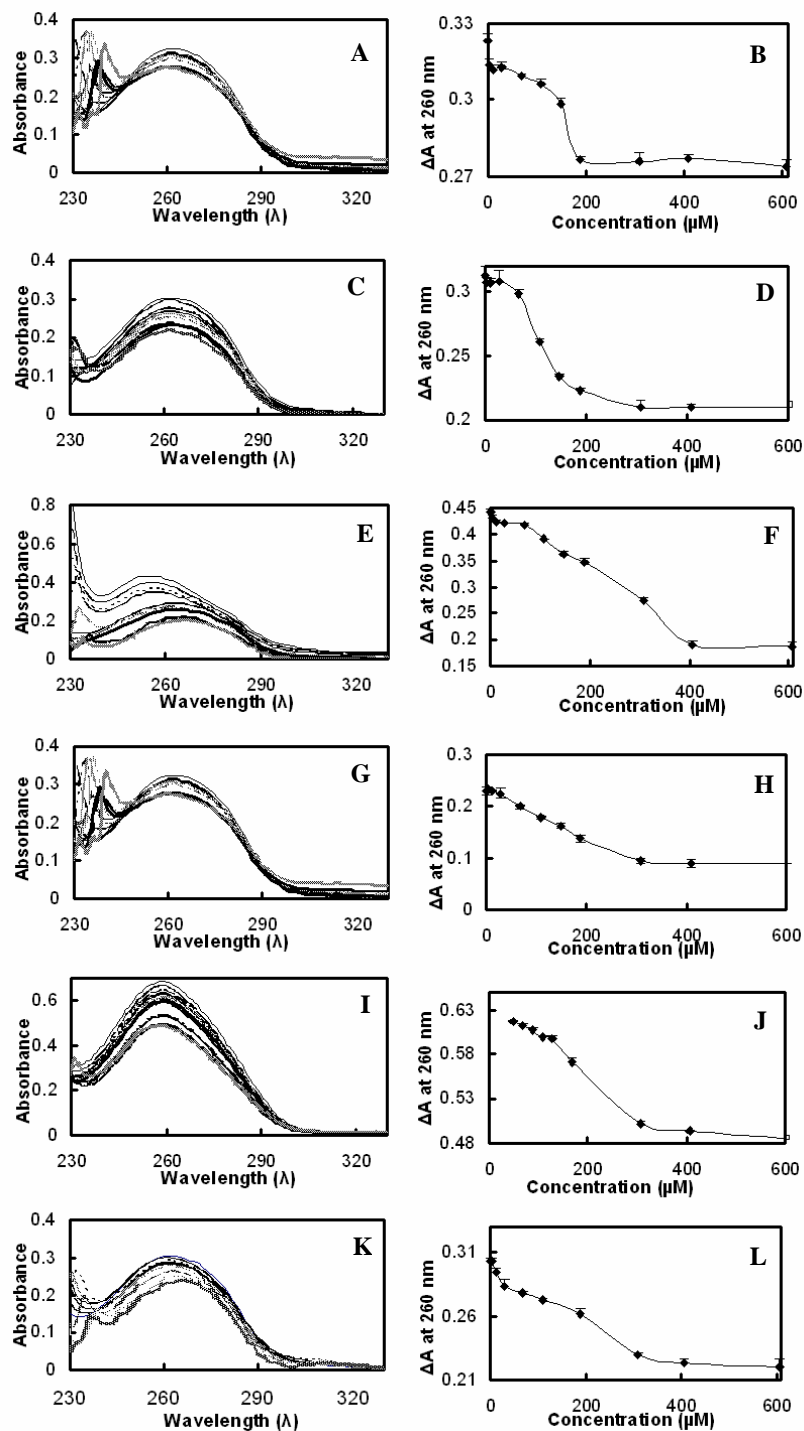 A
Absorbance
0.4
0.3
0.2
0.1
0
230 260 290 320
Wavelength (λ)
B
ΔA at 260 nm
0.33
0.3
0.27
0 200 400 600
Concentration (µM)
C
Absorbance
0.4
0.3
0.2
0.1
0
230 260 290 320
Wavelength (λ)
D
ΔA at 260 nm
0.3
0.25
0.2
0 200 400 600
Concentration (µM)
E
Absorbance
0.8
0.6
0.4
0.2
0
230 260 290 320
Wavelength (λ)
F
ΔA at 260 nm
0.45
0.4
0.35
0.3
0.25
0.2
0.15
0 200 400 600
Concentration (µM)
G
Absorbance
0.4
0.3
0.2
0.1
0
230 260 290 320
Wavelength (λ)
H
ΔA at 260 nm
0.3
0.2
0.1
0
0 200 400 600
Concentration (µM)
I
Absorbance
0.6
0.4
0.2
0
230 260 290 320
Wavelength (λ)
J
ΔA at 260 nm
0.63
0.58
0.53
0.48
0 200 400 600
Concentration (µM)
K
Absorbance
0.4
0.3
0.2
0.1
0
230 260 290 320
Wavelength (λ)
L
ΔA at 260 nm
0.31
0.26
0.21
0 200 400 600
Concentration (µM)